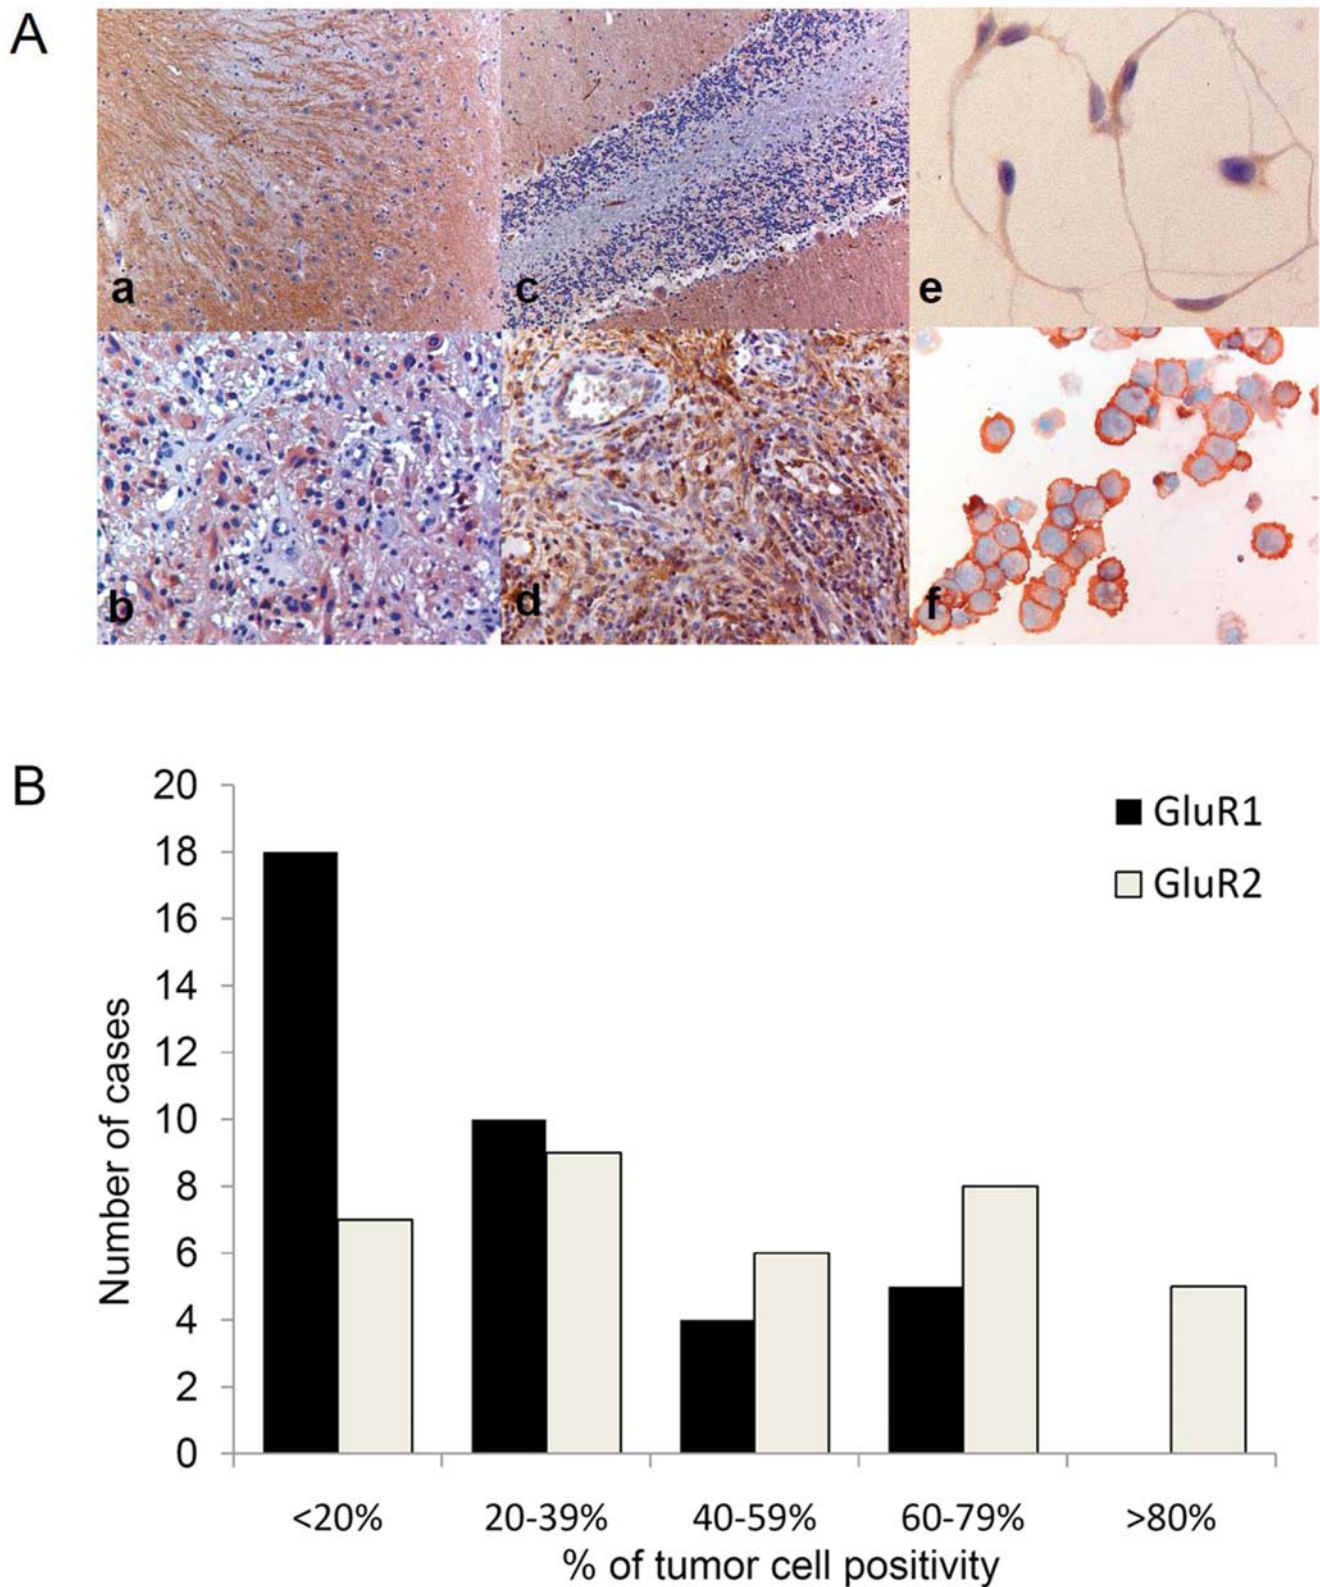 A
a
c
e
b
d
f
B
20
18
16
14
12
10
8
6
4
2
0
Number of cases
GluR1
GluR2
<20%
20-39%
40-59%
60-79%
>80%
% of tumor cell positivity